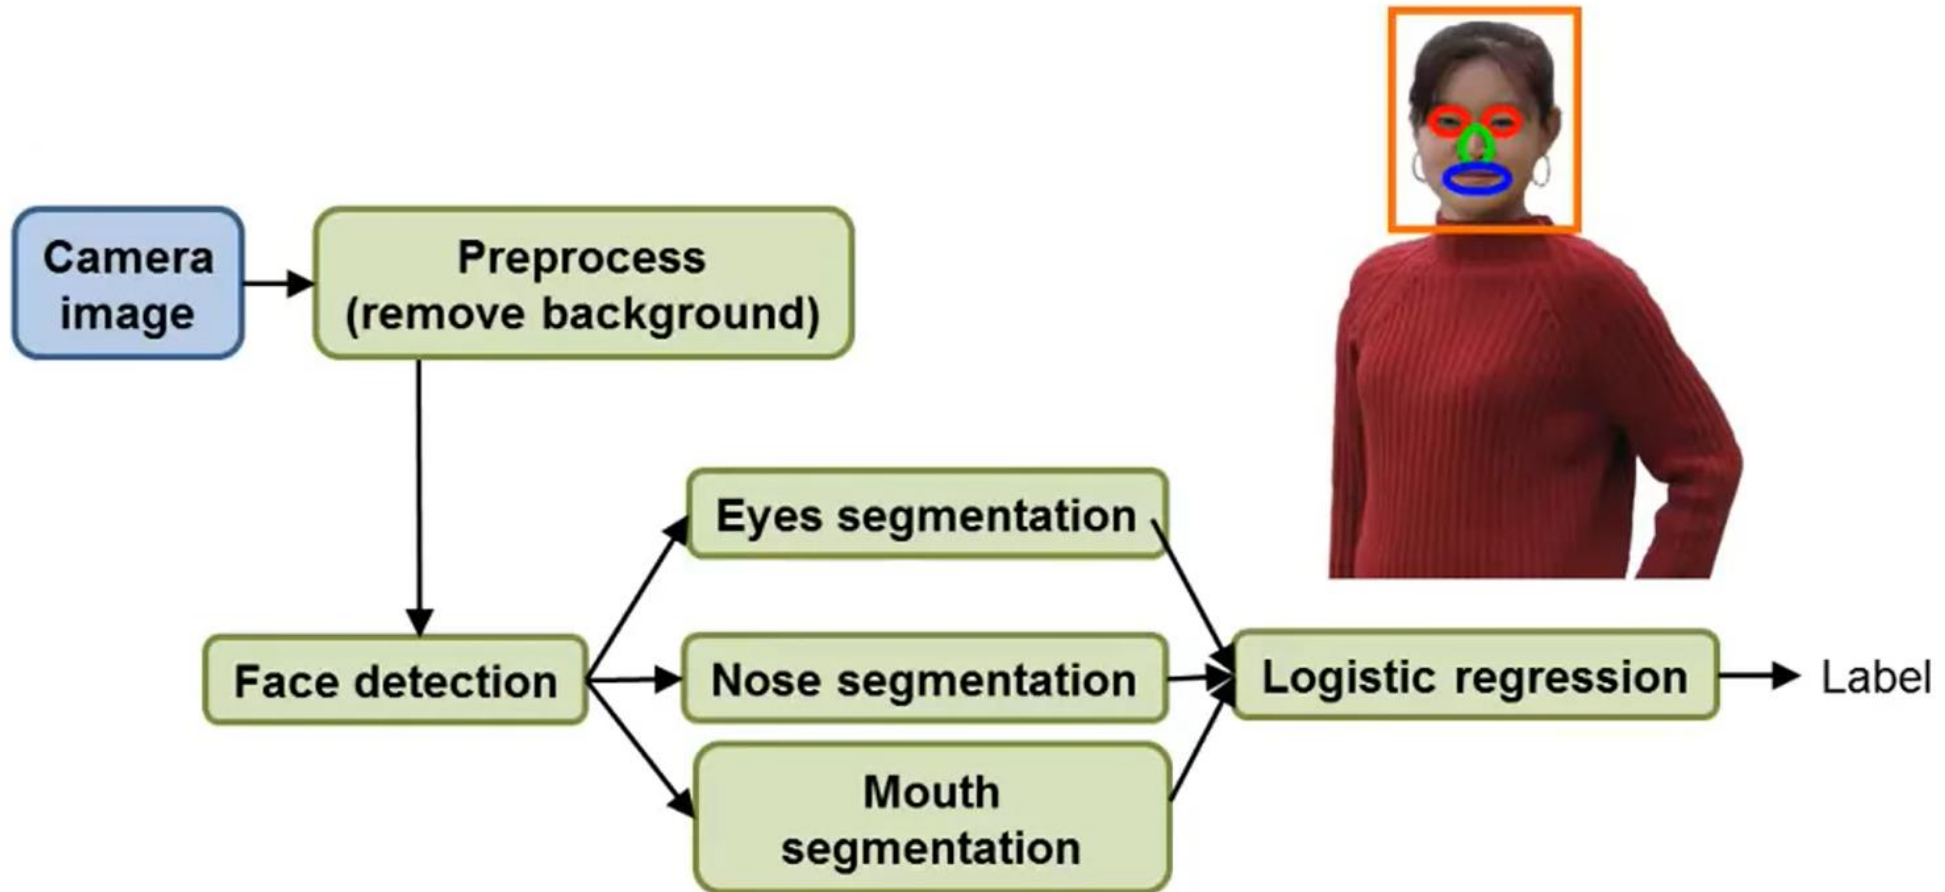 Camera
image
Preprocess
(remove background)
Eyes segmentation
Face detection
Nose segmentation
Logistic regression
Label
Mouth
segmentation